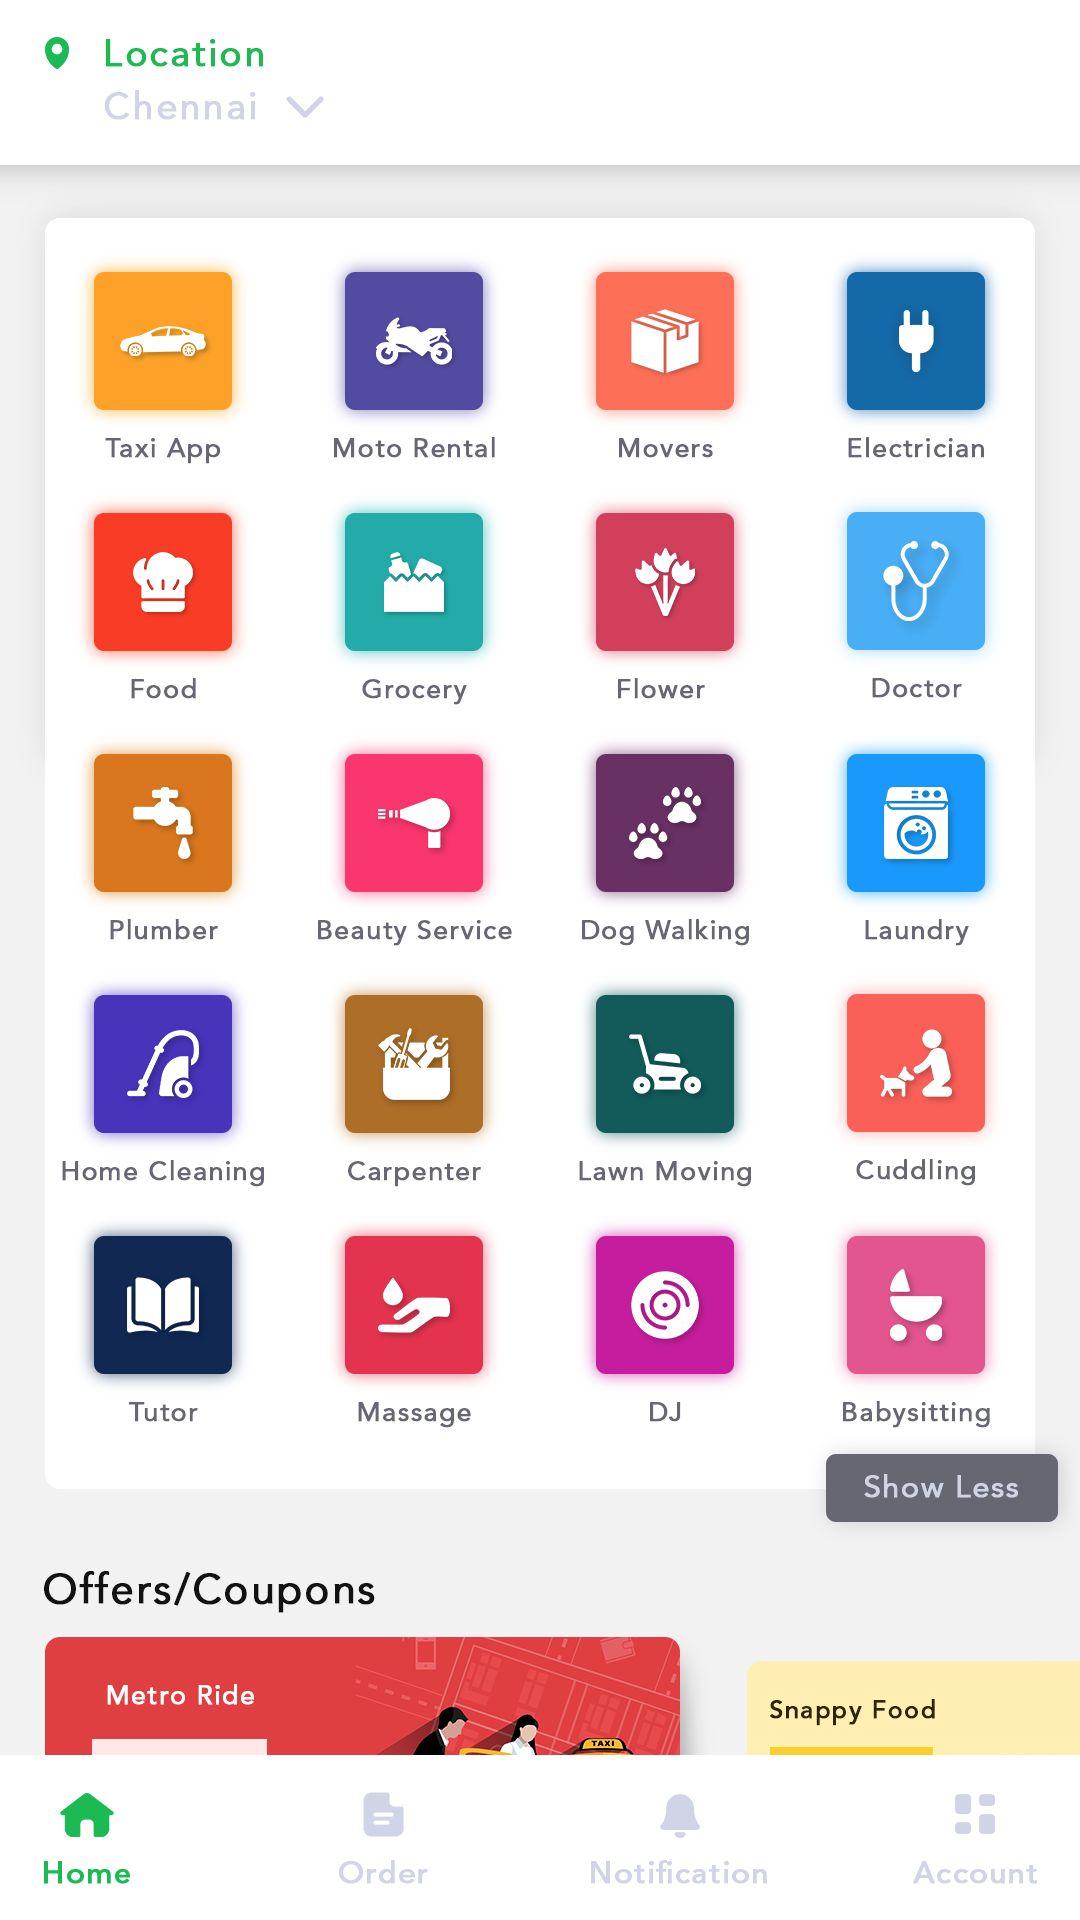 Location
Chennai
Taxi App
Moto Rental
Movers
Electrician
Food
Grocery
Flower
Doctor
Plumber
Beauty Service
Dog Walking
Laundry
Home Cleaning
Carpenter
Lawn Moving
Cuddling
Tutor
Massage
DJ
Babysitting
Show Less
Offers/Coupons
Metro Ride
Snappy Food
TAXI
Home
Order
Notification
Account